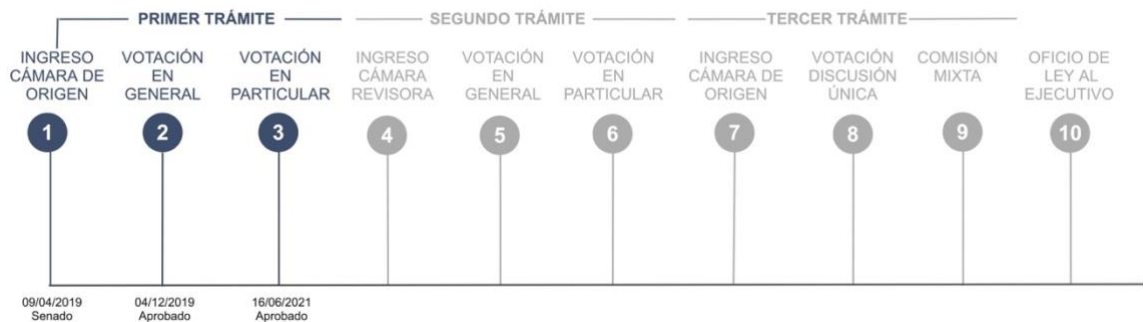 PRIMER TRÁMITE
SEGUNDO TRÁMITE
TERCER TRÁMITE
INGRESO
CÁMARA DE
ORIGEN
VOTACIÓN
EN
GENERAL
VOTACIÓN
EN
PARTICULAR
INGRESO
CÁMARA
REVISORA
VOTACIÓN
EN
GENERAL
VOTACIÓN
EN
PARTICULAR
INGRESO
CÁMARA DE
ORIGEN
VOTACIÓN
DISCUSIÓN
ÚNICA
COMISIÓN
MIXTA
OFICIO DE
LEY AL
EJECUTIVO
1
2
3
4
5
6
7
8
9
10
09/04/2019
Senado
04/12/2019
Aprobado
16/06/2021
Aprobado